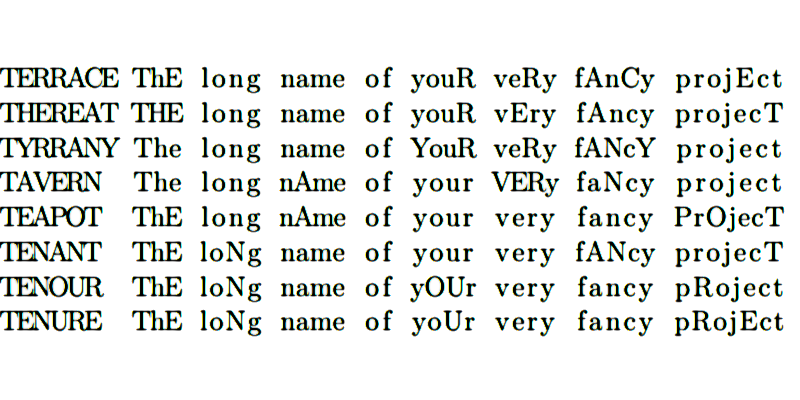 TERRACE ThE long name of youR veRy fAnCy projEct
THEREAT THE long name of youR vEry fAncy projecT
TYRRANY The long name of YouR veRy fANcY project
TAVERN The long nAme of your VERy faNcy project
TEAPOT ThE long nAme of your very fancy PrOjecT
TENANT ThE loNg name of your very fANcy projecT
TENOUR ThE loNg name of yOUr very fancy pRoject
TENURE ThE loNg name of yoUr very fancy pRojEct